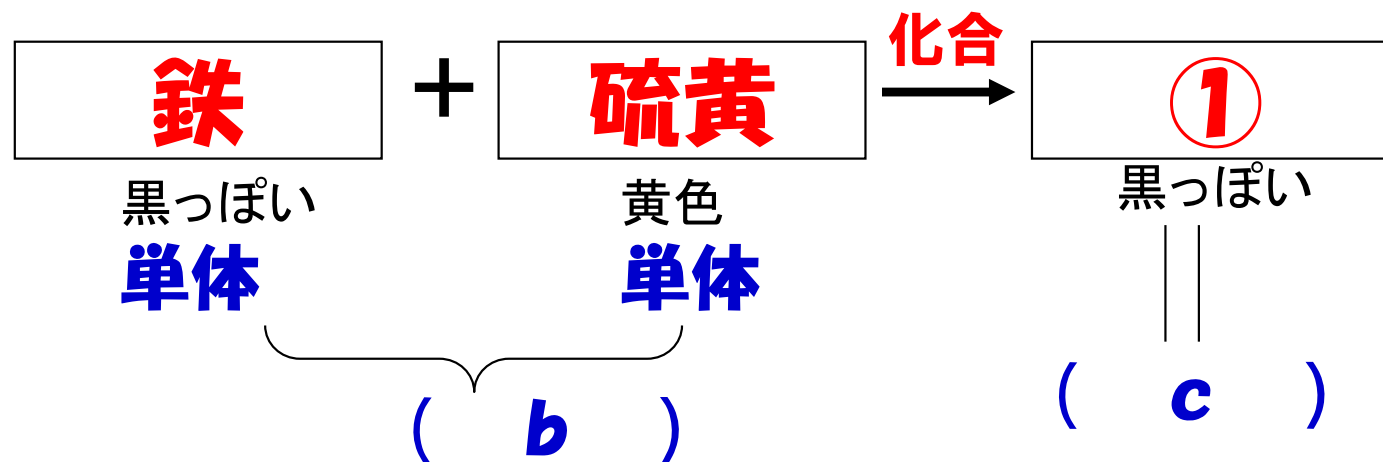 化合
鉄 + 硫黄 ①
黒っぽい 黄色 黒っぽい
単体 単体
( b ) ( c )